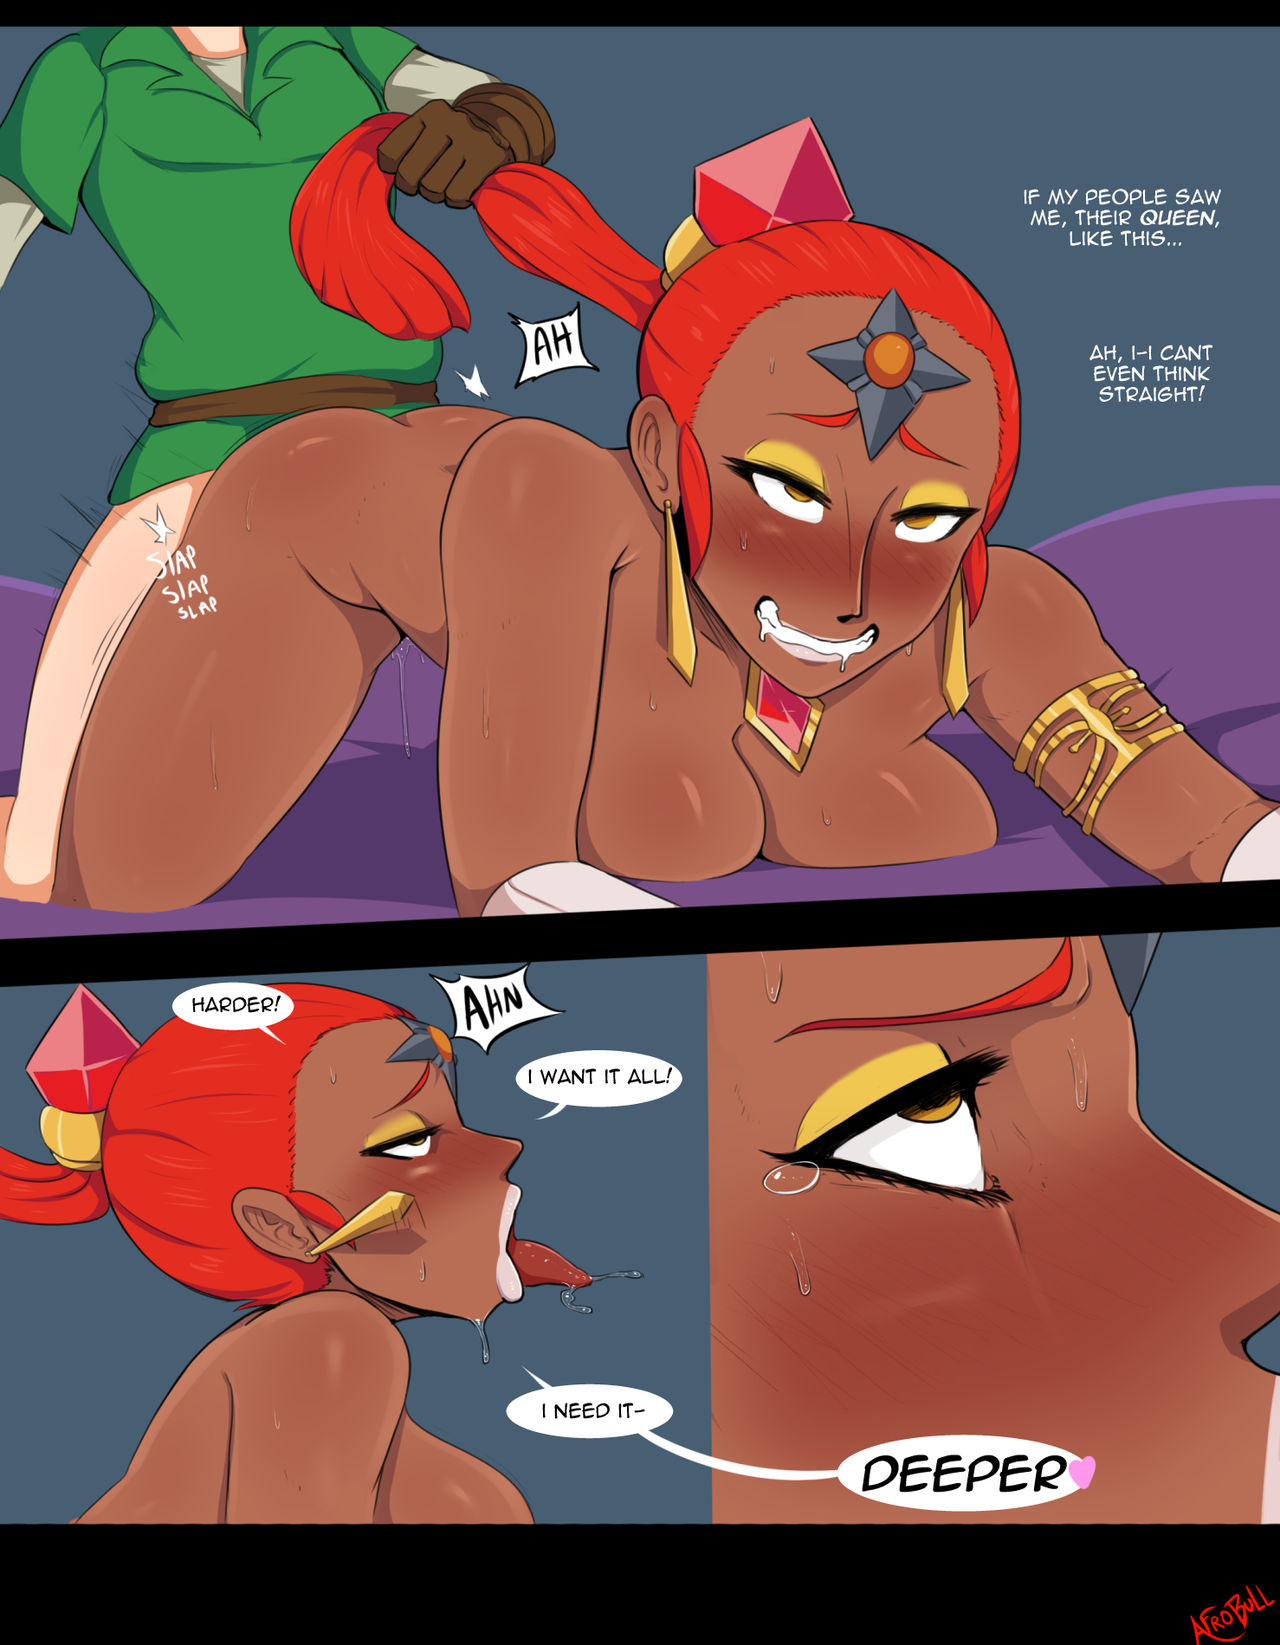 IF MY PEOPLE SAW
ME, THEIR QUEEN,
LIKE THIS...
AH
AH, I-I CANT
EVEN THINK
STRAIGHT!
SLAP
SLAP
SLAP
HARDER!
AHN
I WANT IT ALL!
I NEED IT-
DEEPER
AFROBULL